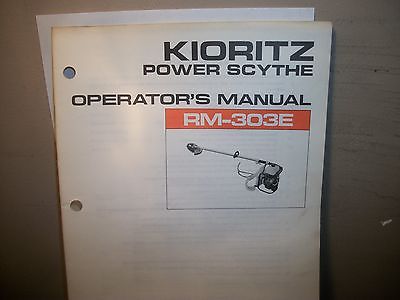 KIORITZ
POWER SCYTHE
OPERATOR'S MANUAL
RM-303E